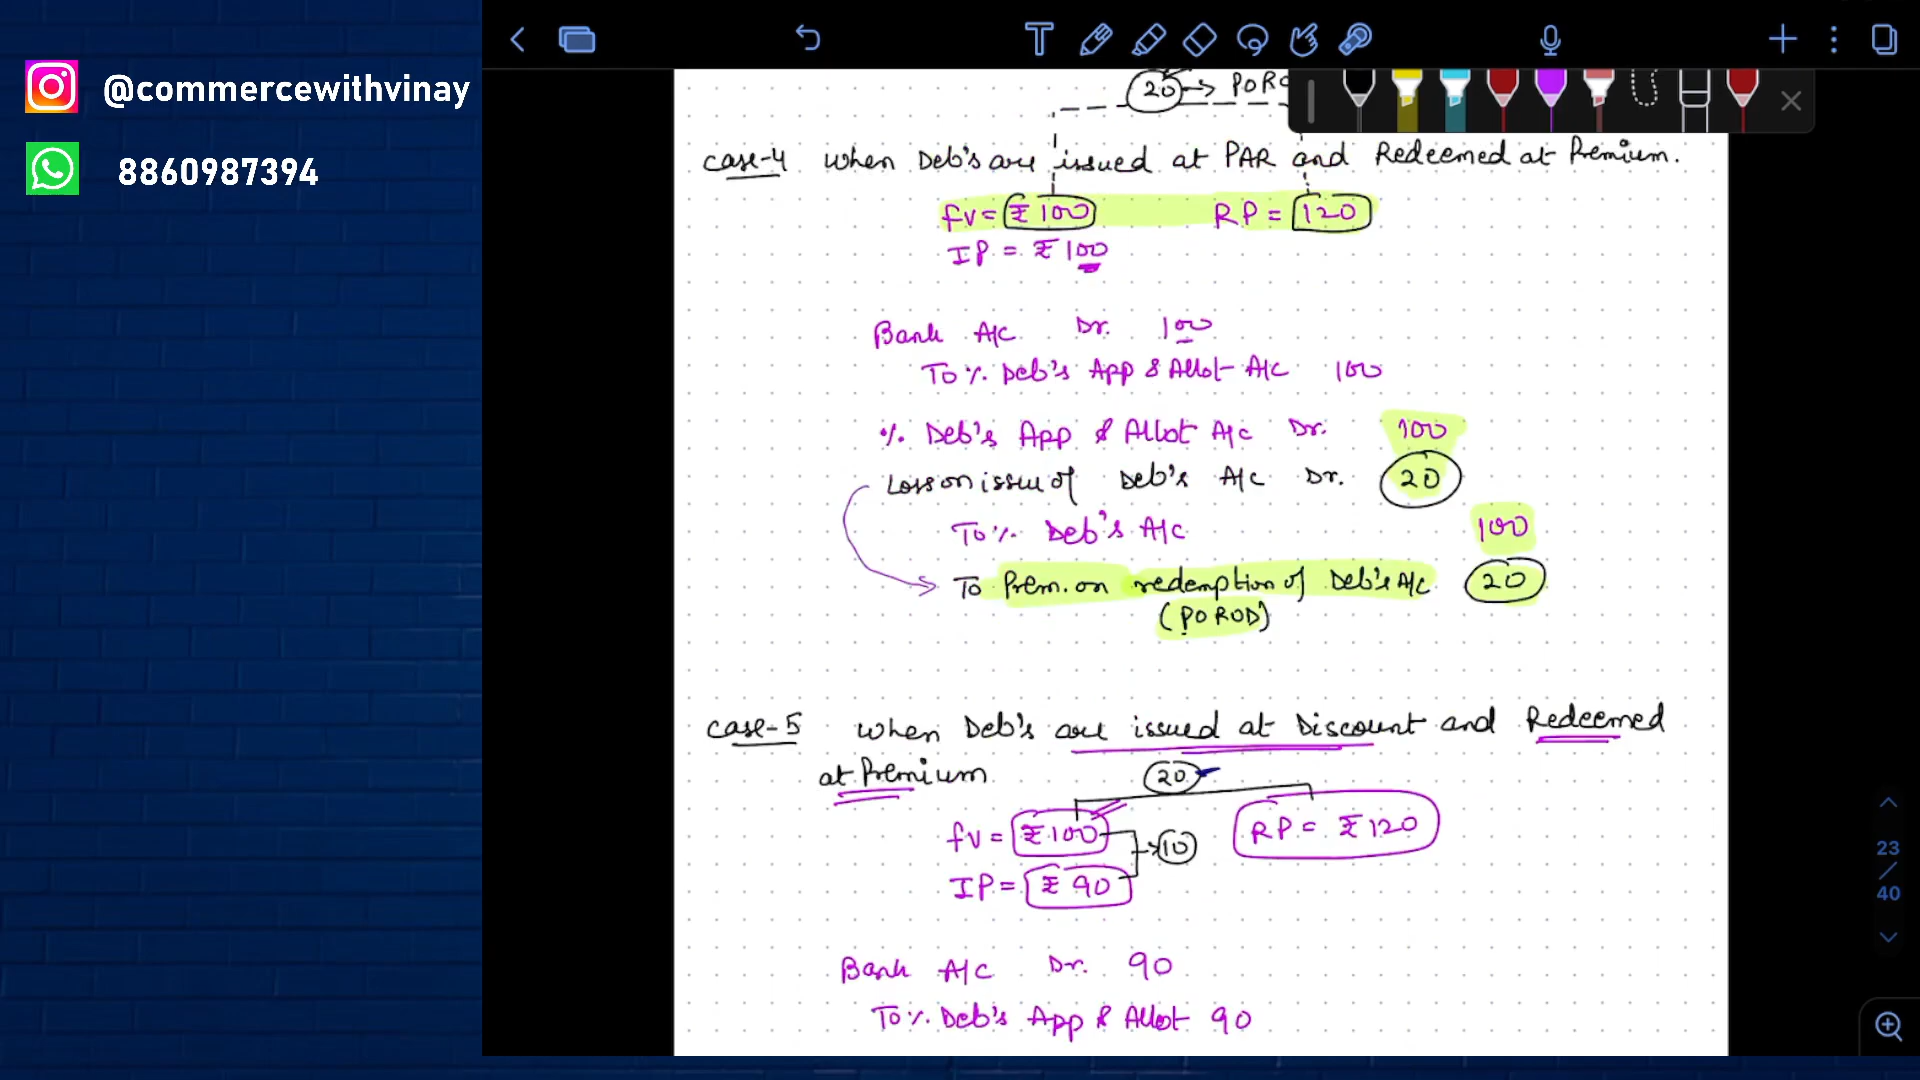 @commercewithvinay
8860987394
20 → PORO
Case-4 When Deb's are issued at PAR and Redeemed at Premium.
fv = ₹ 100 RP = 120
IP = ₹ 100
Bank A/c Dr. 100
To % Deb's App & Allot A/c 100
% Deb's App & Allot A/c Dr. 100
Loss on issue of Deb's A/c Dr. 20
To % Deb's A/c 100
To Prem. on redemption of Deb's A/c 20
(POROD)
Case-5 When Deb's are issued at Discount and Redeemed
at Premium
20
fv = ₹ 100 → 10 RP = ₹ 120
IP = ₹ 90
Bank A/c Dr. 90
To % Deb's App & Allot 90
23
/
40